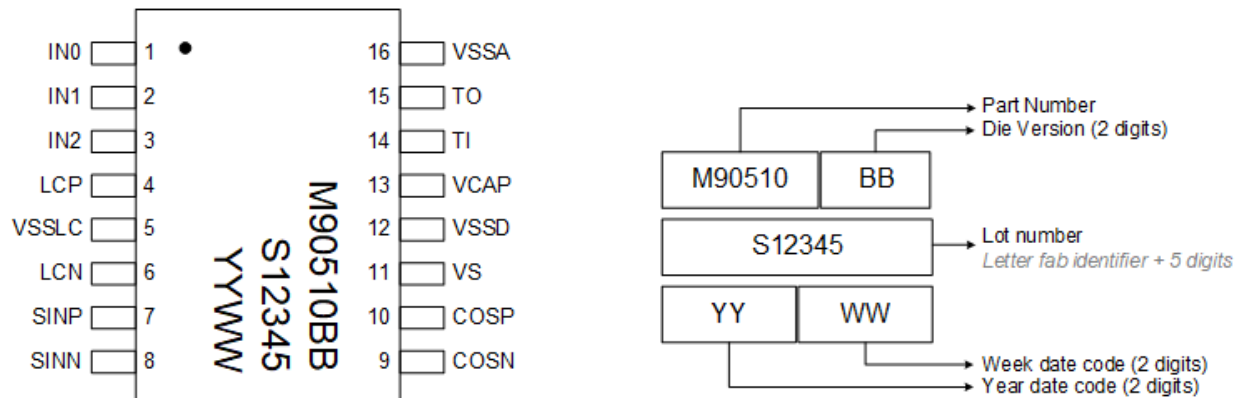 IN0 1 16 VSSA
IN1 2 15 TO
IN2 3 14 TI
LCP 4 13 VCAP
VSSLC 5 12 VSSD
LCN 6 11 VS
SINP 7 10 COSP
SINN 8 9 COSN
M90510BB
S12345
YYWW
Part Number
Die Version (2 digits)
M90510 BB
S12345
Lot number
Letter fab identifier + 5 digits
YY WW
Week date code (2 digits)
Year date code (2 digits)